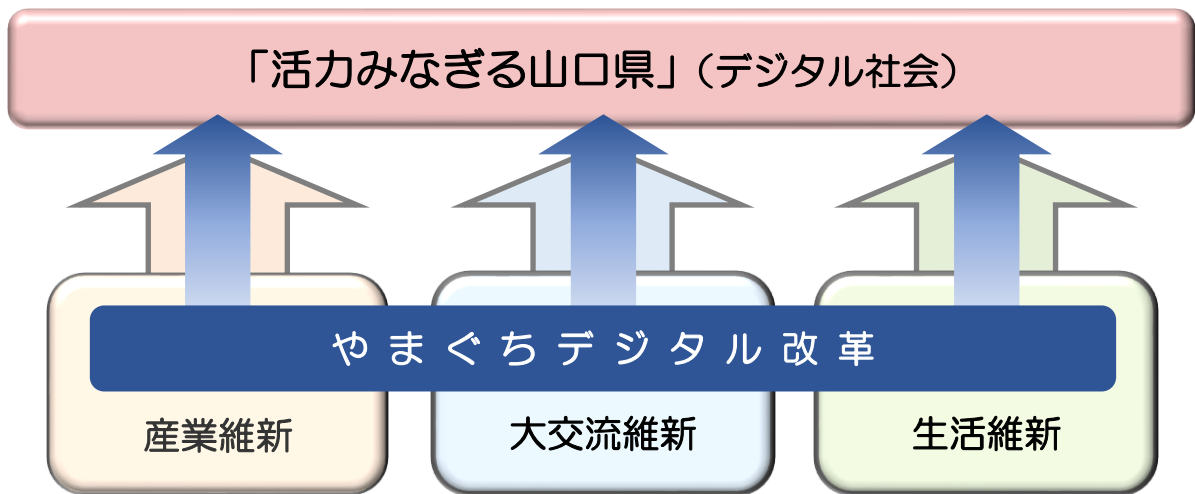 「活力みなぎる山口県」（デジタル社会）
やまぐちデジタル改革
産業維新
大交流維新
生活維新